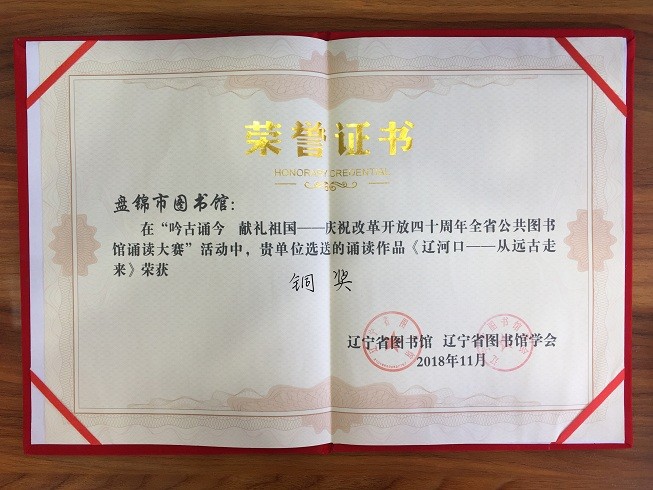 荣誉证书
HONORARY CREDENTIAL
盘锦市图书馆：
在“吟古诵今　献礼祖国——庆祝改革开放四十周年全省公共图书
馆诵读大赛”活动中，贵单位选送的诵读作品《辽河口——从远古走
来》荣获
铜奖
辽宁省图书馆　辽宁省图书馆学会
2018年11月